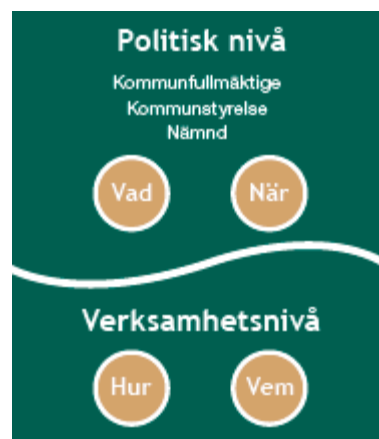 Politisk nivå
Kommunfullmäktige
Kommunstyrelse
Nämnd
Vad När
Verksamhetsnivå
Hur Vem